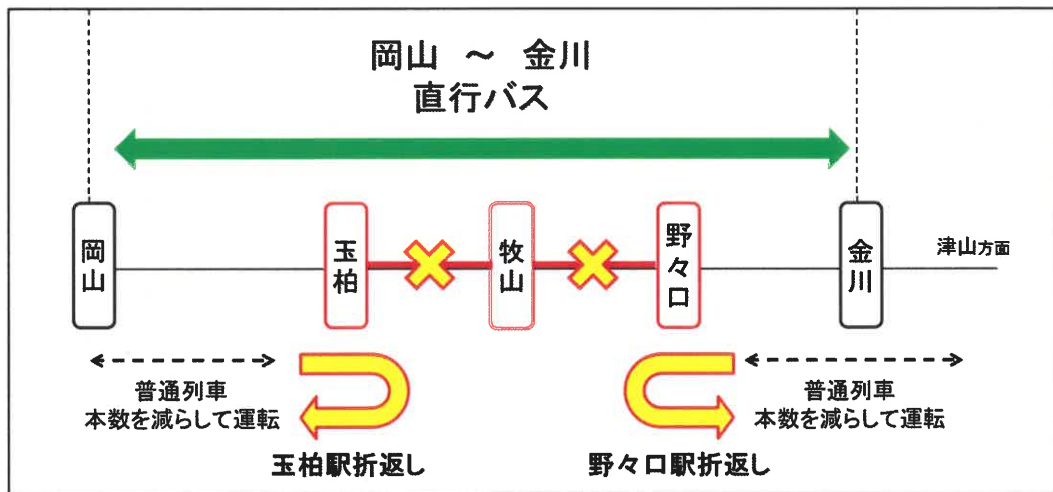 岡山 ～ 金川
直行バス
岡山
玉柏
牧山
野々口
金川
津山方面
普通列車
本数を減らして運転
普通列車
本数を減らして運転
玉柏駅折返し
野々口駅折返し